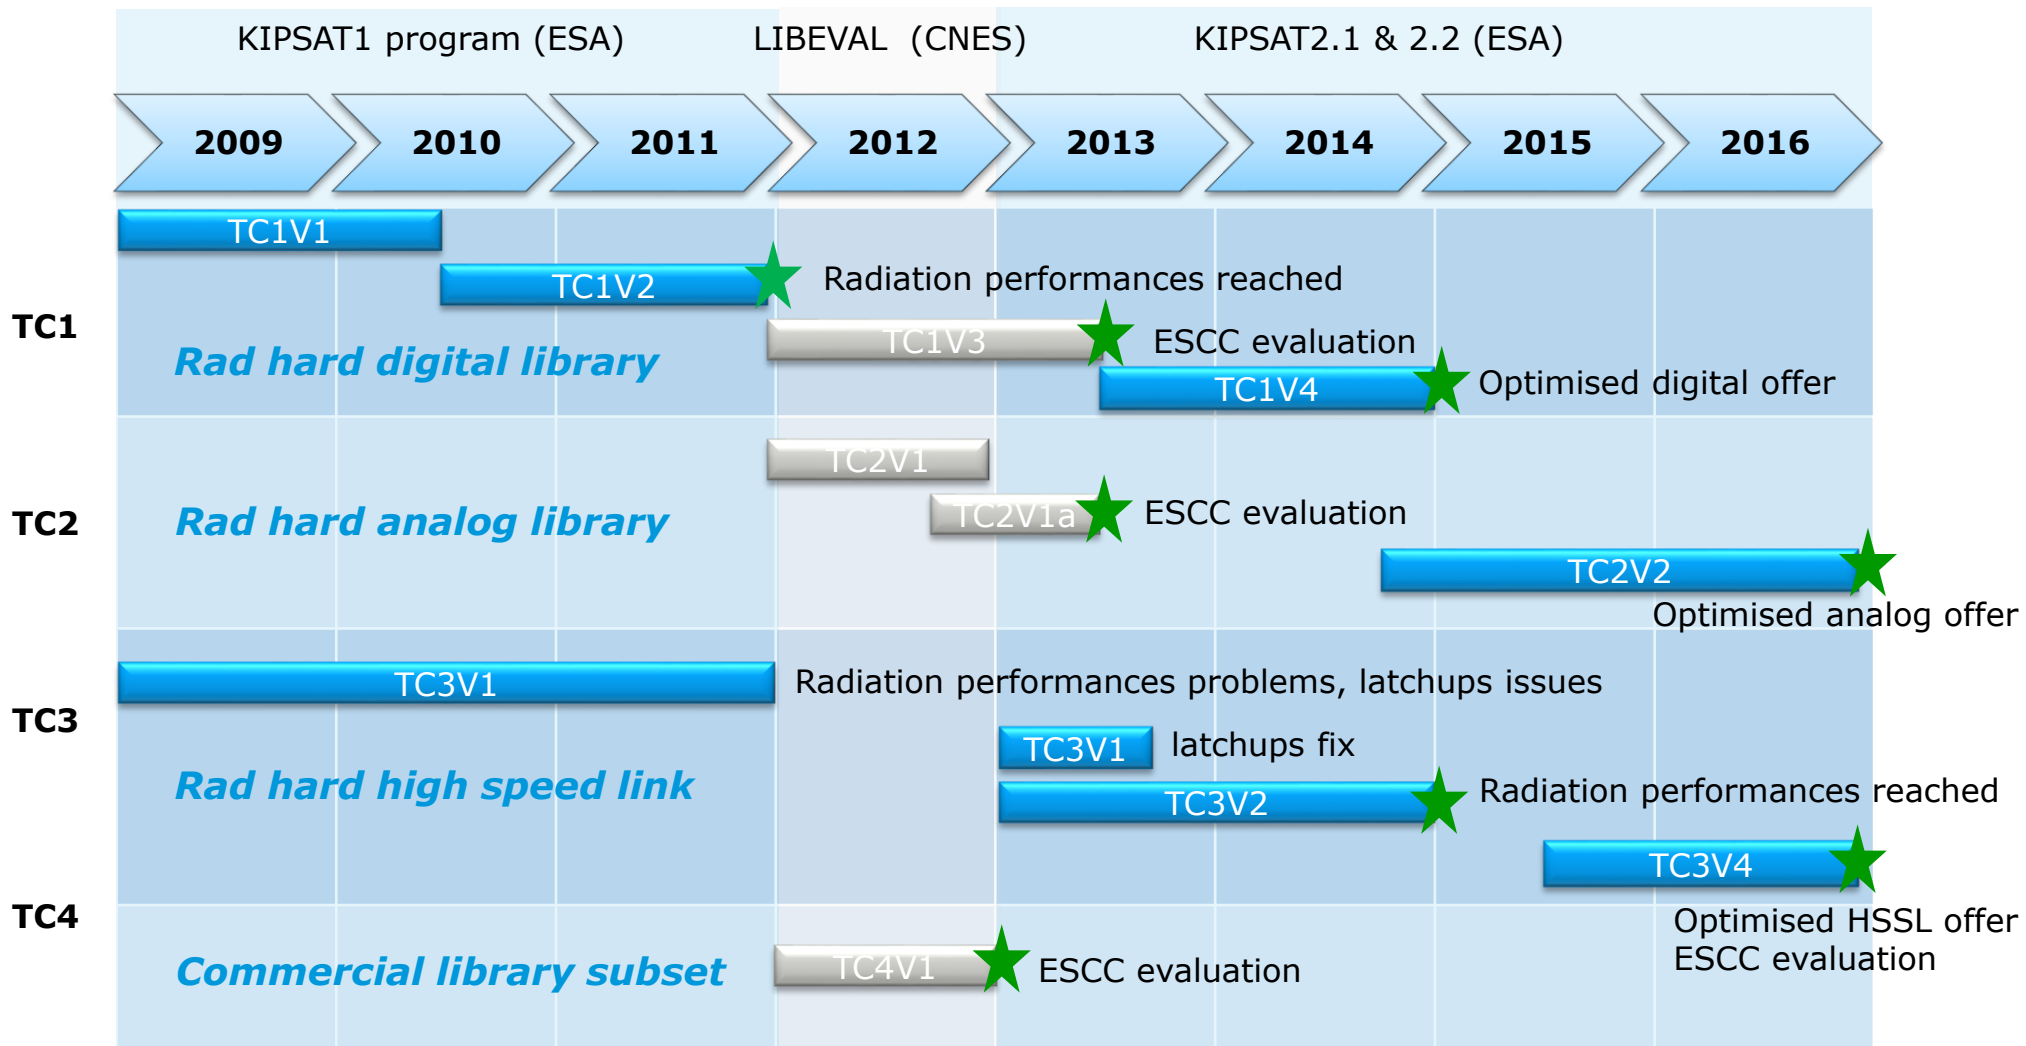 KIPSAT1 program (ESA)
LIBEVAL (CNES)
KIPSAT2.1 & 2.2 (ESA)
2009
2010
2011
2012
2013
2014
2015
2016
TC1
TC1V1
TC1V2
Radiation performances reached
TC1V3
ESCC evaluation
Rad hard digital library
TC1V4
Optimised digital offer
TC2
TC2V1
Rad hard analog library
TC2V1a
ESCC evaluation
TC2V2
Optimised analog offer
TC3
TC3V1
Radiation performances problems, latchups issues
TC3V1
latchups fix
Rad hard high speed link
TC3V2
Radiation performances reached
TC3V4
Optimised HSSL offer
ESCC evaluation
TC4
Commercial library subset
TC4V1
ESCC evaluation